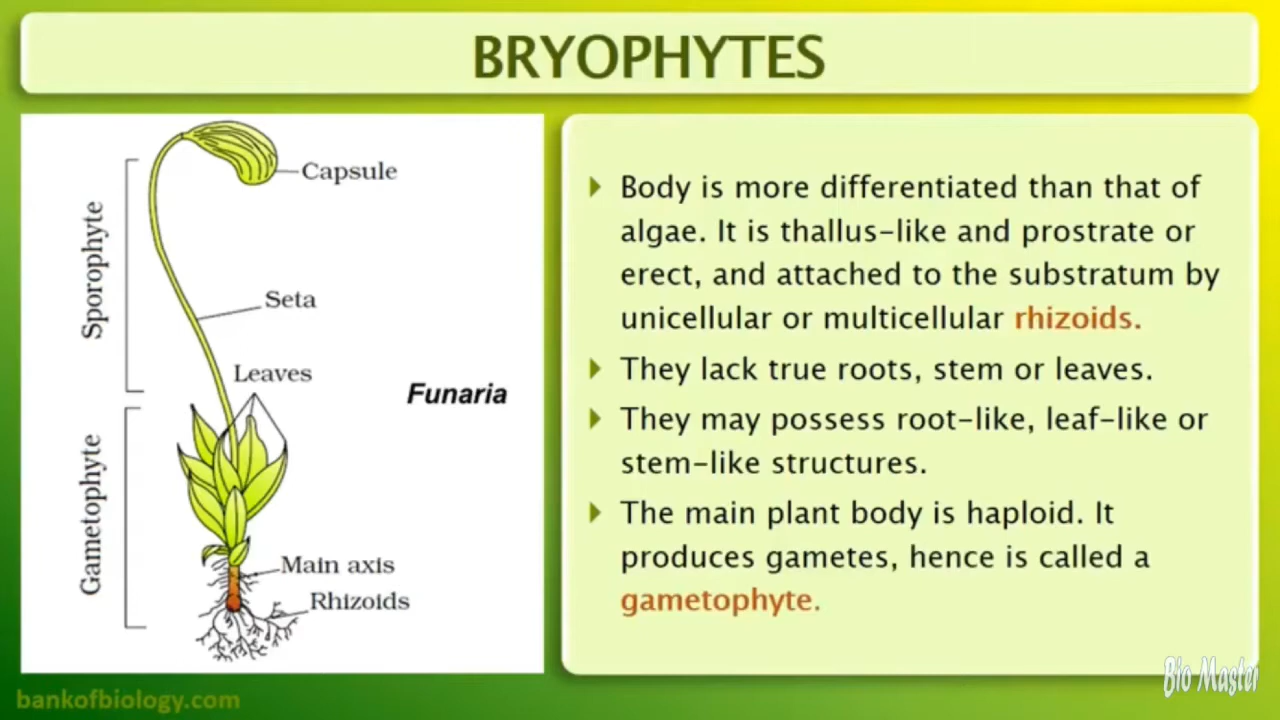 BRYOPHYTES
Capsule
Sporophyte
Seta
Leaves
Funaria
Gametophyte
Main axis
Rhizoids
Body is more differentiated than that of
algae. It is thallus-like and prostrate or
erect, and attached to the substratum by
unicellular or multicellular rhizoids.
They lack true roots, stem or leaves.
They may possess root-like, leaf-like or
stem-like structures.
The main plant body is haploid. It
produces gametes, hence is called a
gametophyte.
Bio Master
bankofbiology.com